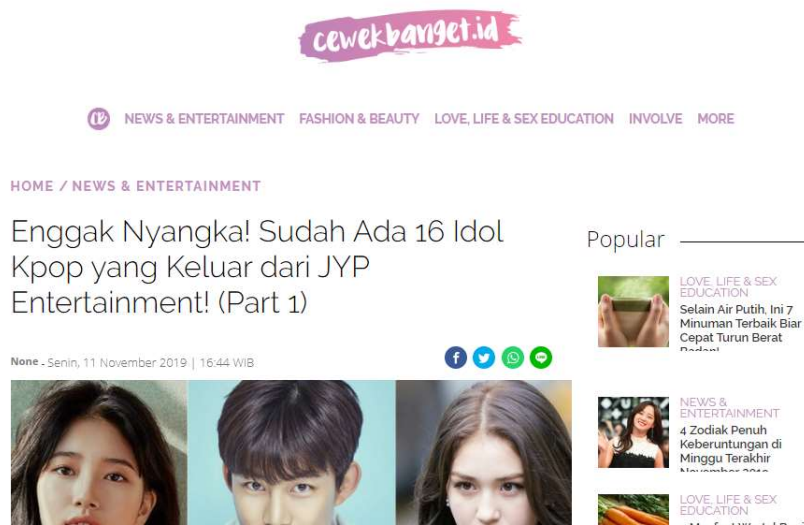 cewekbanget.id
NEWS & ENTERTAINMENT FASHION & BEAUTY LOVE, LIFE & SEX EDUCATION INVOLVE MORE
HOME / NEWS & ENTERTAINMENT
Enggak Nyangka! Sudah Ada 16 Idol
Kpop yang Keluar dari JYP
Entertainment! (Part 1)
None - Senin, 11 November 2019 | 16:44 WIB
Popular
LOVE, LIFE & SEX
EDUCATION
Selain Air Putih, Ini 7
Minuman Terbaik Biar
Cepat Turun Berat
Badan!
NEWS &
ENTERTAINMENT
4 Zodiak Penuh
Keberuntungan di
Minggu Terakhir
November 2019
LOVE, LIFE & SEX
EDUCATION